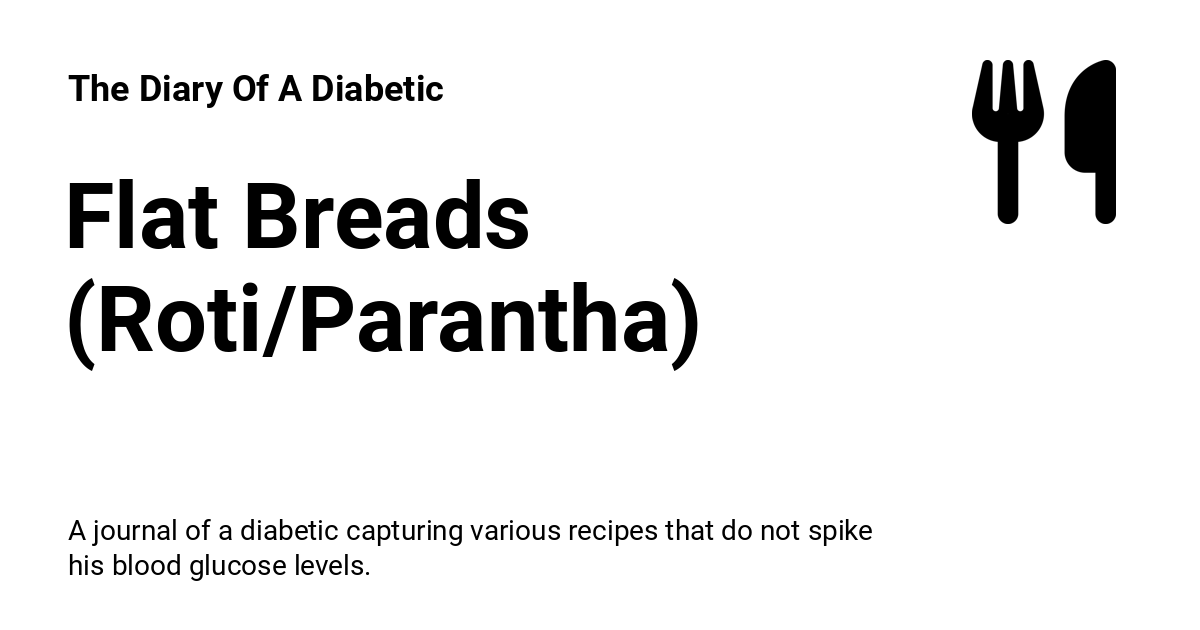 The Diary Of A Diabetic
Flat Breads
(Roti/Parantha)
A journal of a diabetic capturing various recipes that do not spike
his blood glucose levels.